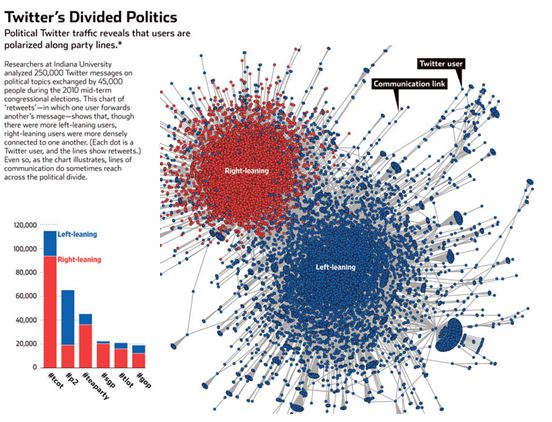 Twitter's Divided Politics
Political Twitter traffic reveals that users are
polarized along party lines.*
Researchers at Indiana University
analyzed 250,000 Twitter messages on
political topics exchanged by 45,000
people during the 2010 mid-term
congressional elections. This chart of
'retweets'—in which one user forwards
another's message—shows that, though
there were more left-leaning users,
right-leaning users were more densely
connected to one another. (Each dot is a
Twitter user, and the lines show retweets.)
Even so, as the chart illustrates, lines of
communication do sometimes reach
across the political divide.
Twitter user
Communication link
Right-leaning
Left-leaning
120,000
100,000
80,000
60,000
40,000
20,000
0
Left-leaning
Right-leaning
#tcot
#p2
#teaparty
#sgp
#tlot
#gop